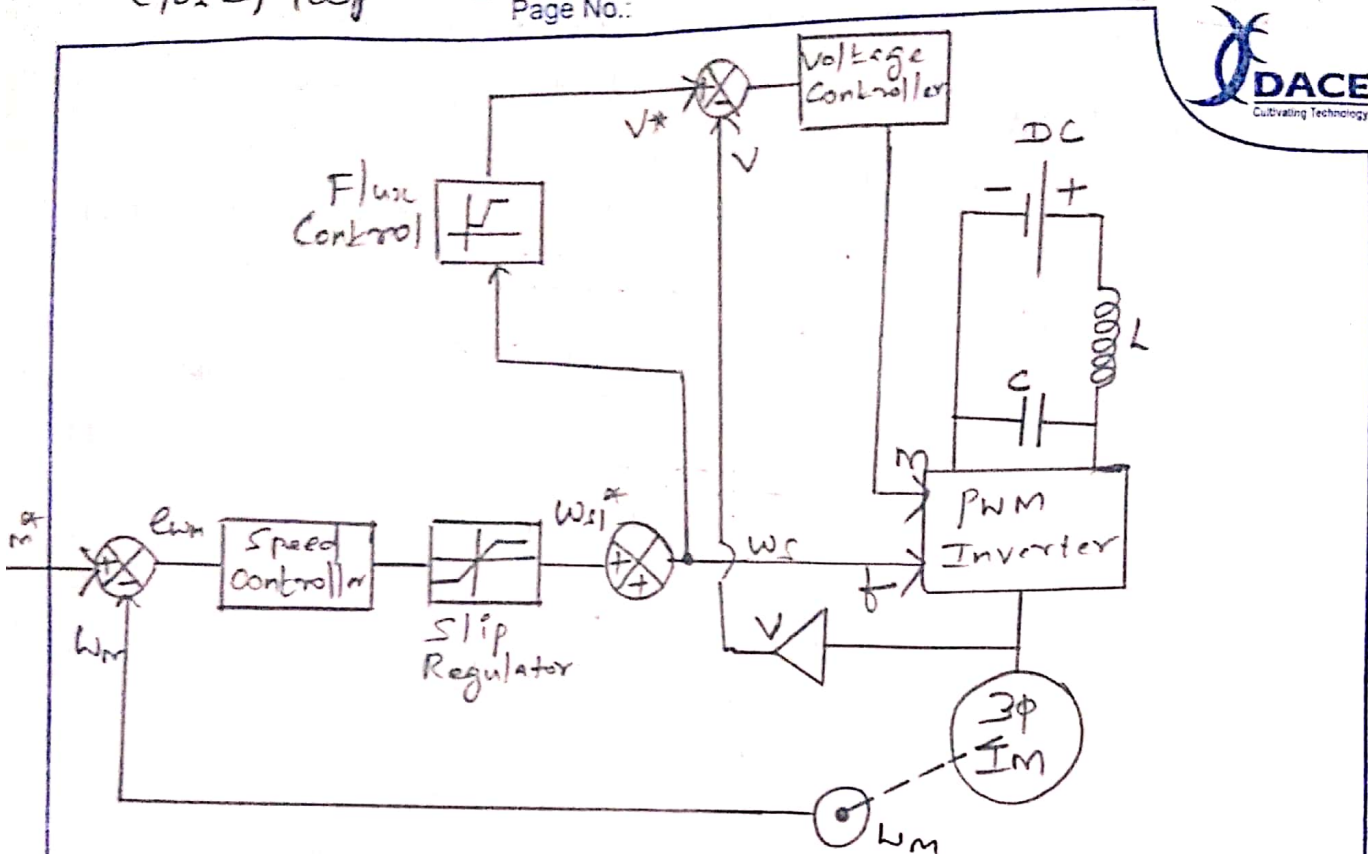 Page No.:
DACE
Cultivating Technology
Voltage
Controller
V*
+
-
V
DC
- +
Flux
Control
L
C
m
PWM
Inverter
eωm
Speed
Controller
ωsl*
+
+
ωs
f
+
-
ωm
Slip
Regulator
V
3φ
IM
ωm